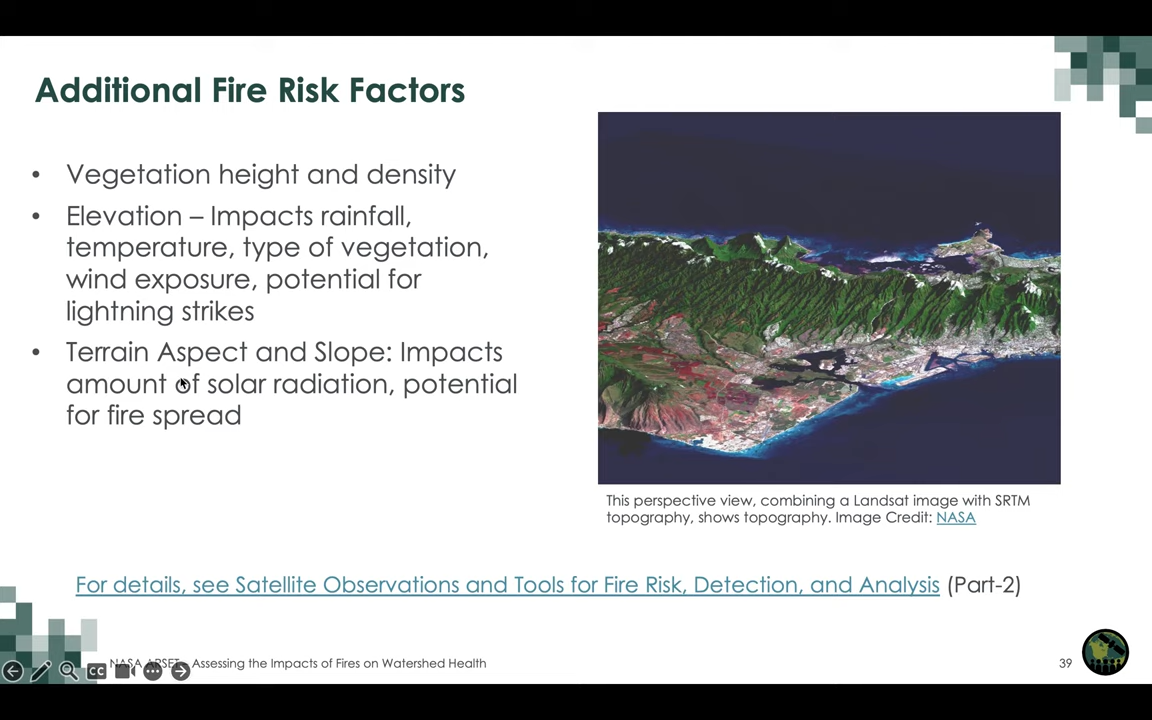 Additional Fire Risk Factors
• Vegetation height and density
• Elevation – Impacts rainfall,
temperature, type of vegetation,
wind exposure, potential for
lightning strikes
• Terrain Aspect and Slope: Impacts
amount of solar radiation, potential
for fire spread
This perspective view, combining a Landsat image with SRTM
topography, shows topography. Image Credit: NASA
For details, see Satellite Observations and Tools for Fire Risk, Detection, and Analysis (Part-2)
CC
NASA ARSET – Assessing the Impacts of Fires on Watershed Health
39